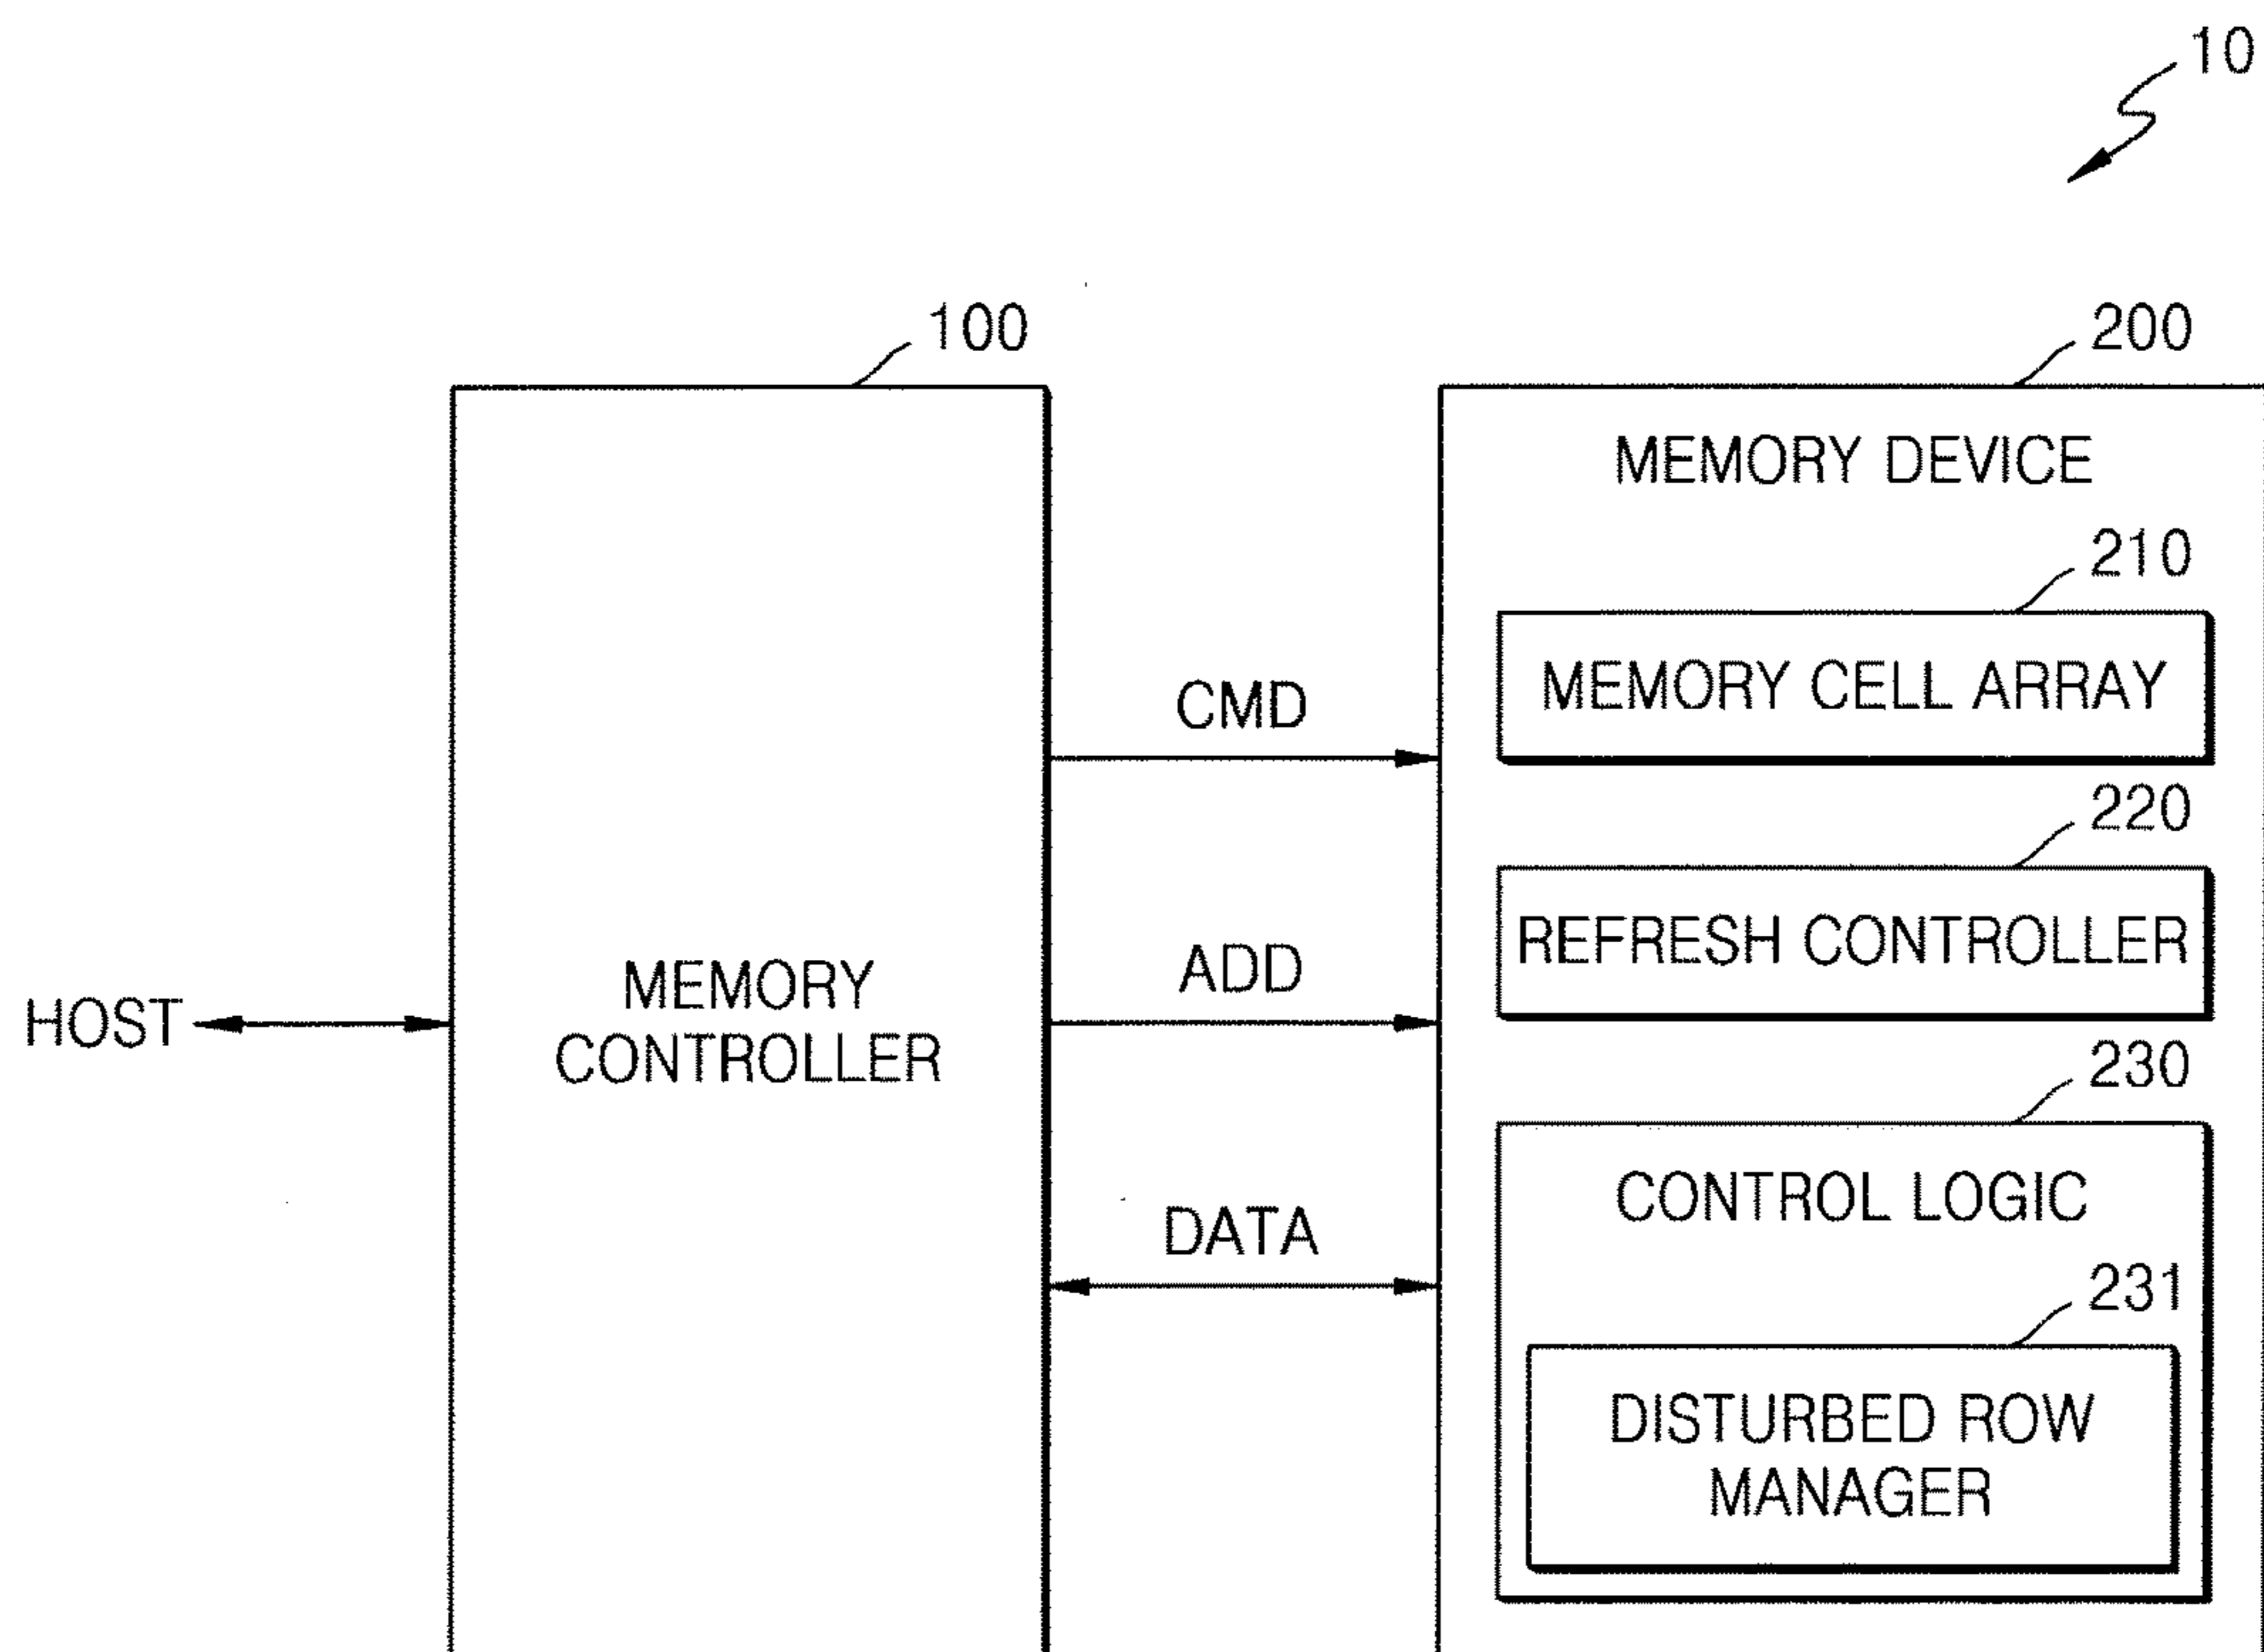 10
100
200
MEMORY DEVICE
210
MEMORY CELL ARRAY
CMD
220
REFRESH CONTROLLER
ADD
HOST
MEMORY
CONTROLLER
230
CONTROL LOGIC
DATA
231
DISTURBED ROW
MANAGER